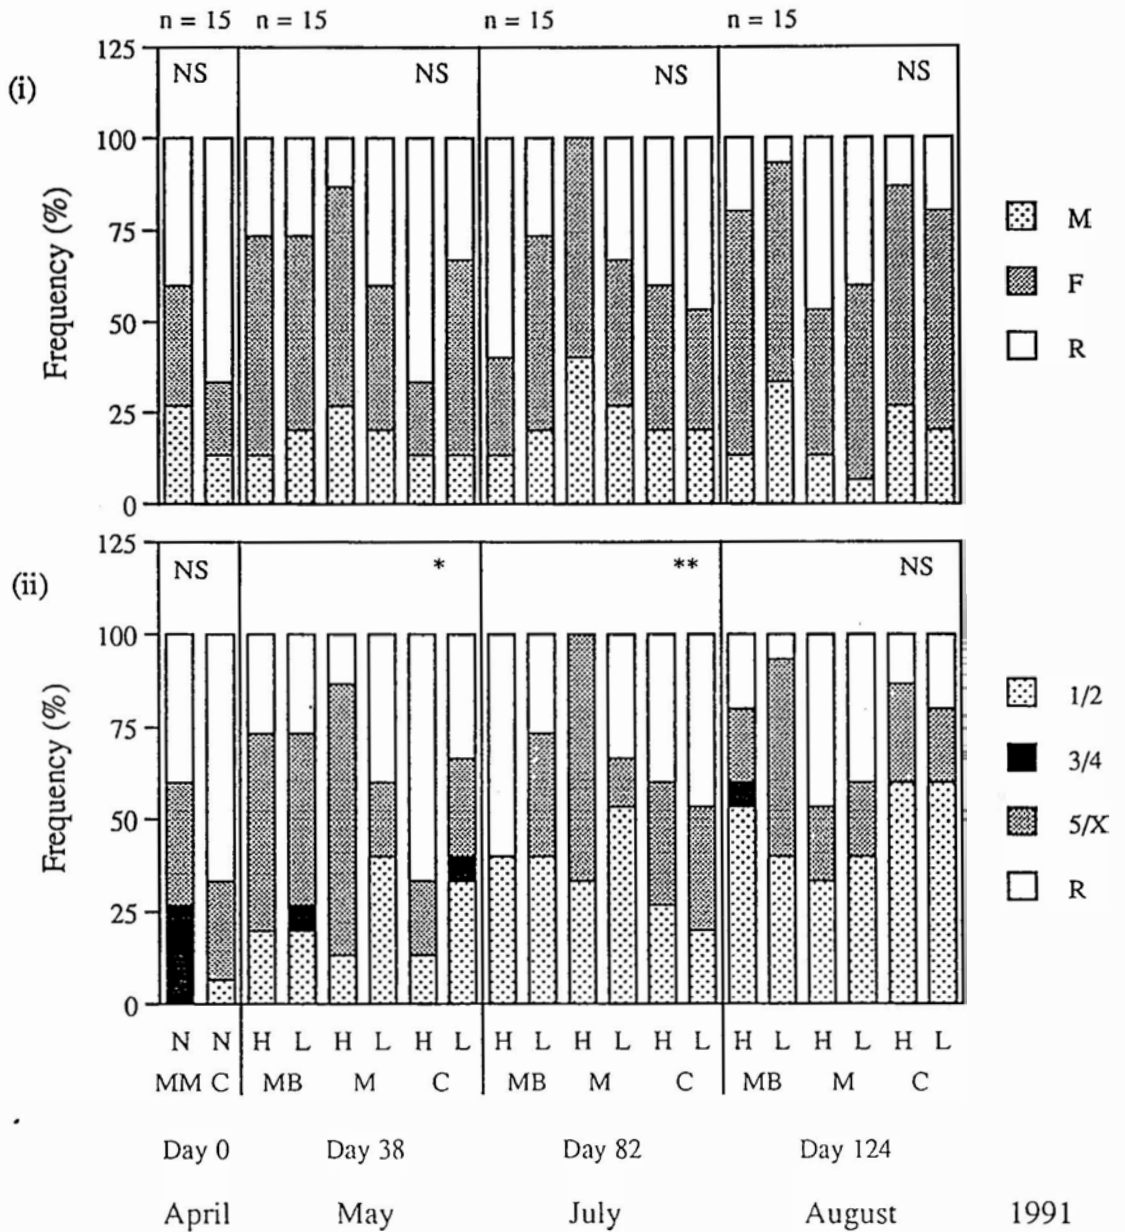 n = 15 n = 15 n = 15 n = 15
(i)
125
100
75
50
25
0
Frequency (%)
NS NS NS NS
M
F
R
(ii)
125
100
75
50
25
0
Frequency (%)
NS * ** NS
1/2
3/4
5/X
R
N N H L H L H L H L H L H L H L H L H L
MM C MB M C MB M C MB M C
Day 0 Day 38 Day 82 Day 124
April May July August 1991